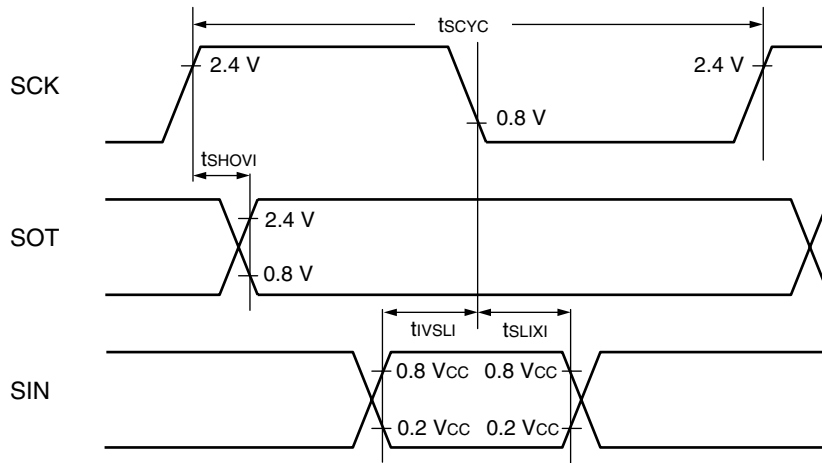 tSCYC
SCK
2.4 V
2.4 V
0.8 V
tSHOVI
SOT
2.4 V
0.8 V
tIVSLI
tSLIXI
SIN
0.8 VCC
0.8 VCC
0.2 VCC
0.2 VCC